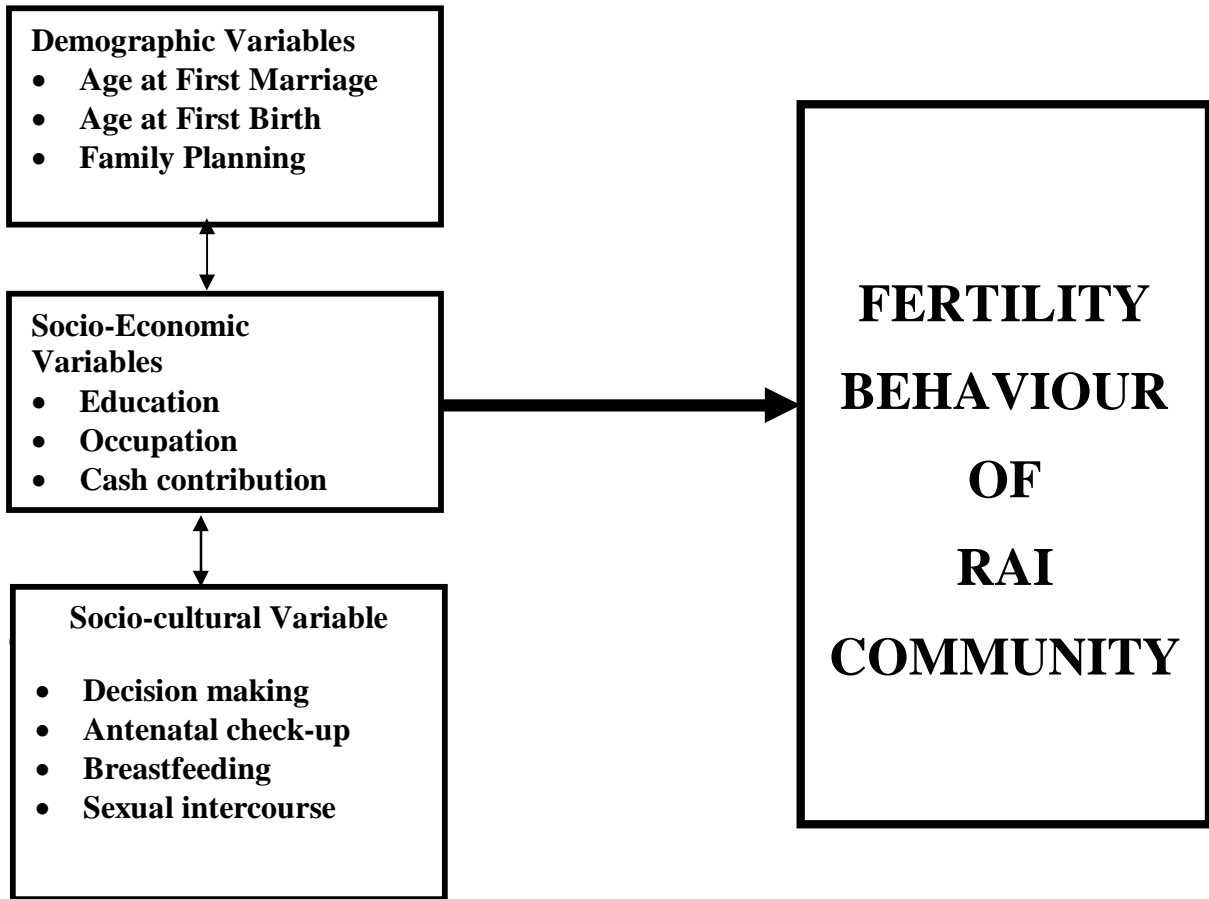 Demographic Variables
• Age at First Marriage
• Age at First Birth
• Family Planning
Socio-Economic
Variables
• Education
• Occupation
• Cash contribution
Socio-cultural Variable
• Decision making
• Antenatal check-up
• Breastfeeding
• Sexual intercourse
FERTILITY
BEHAVIOUR
OF
RAI
COMMUNITY